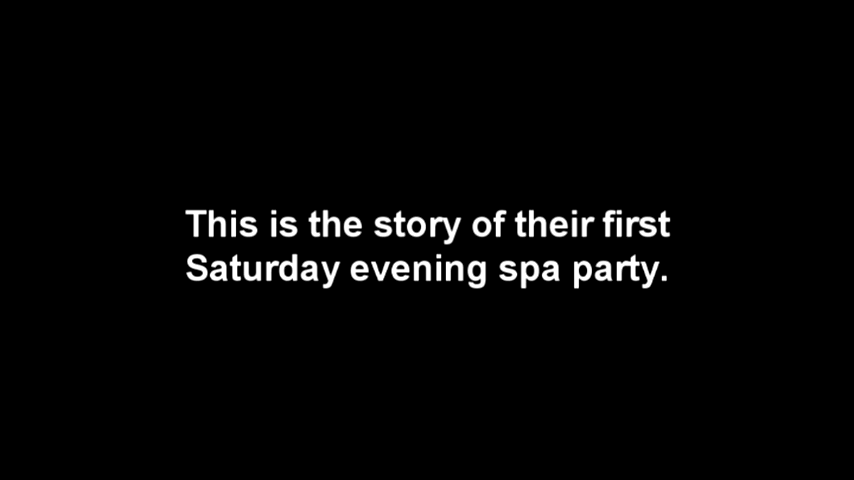 This is the story of their first
Saturday evening spa party.